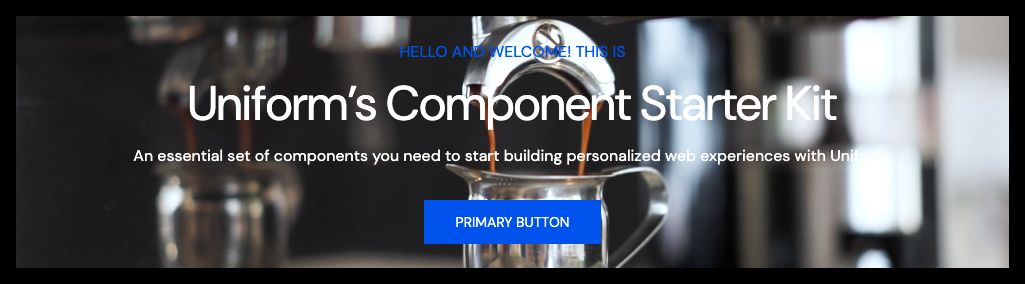 HELLO AND WELCOME! THIS IS
Uniform’s Component Starter Kit
An essential set of components you need to start building personalized web experiences with Uniform.
PRIMARY BUTTON